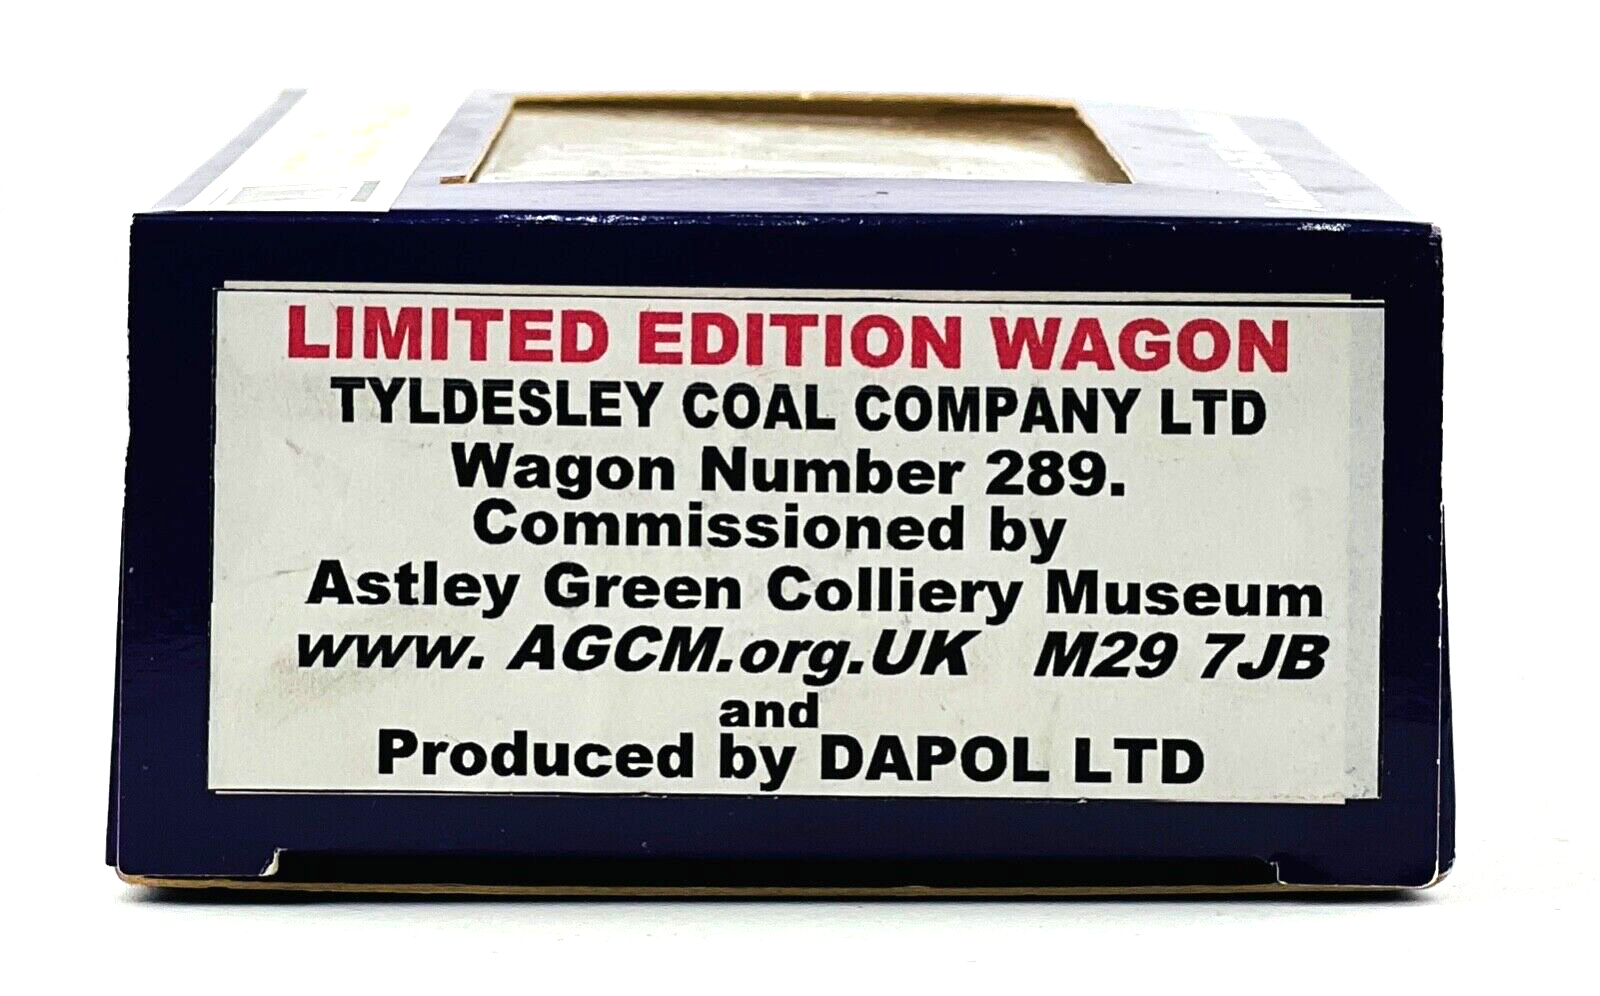 LIMITED EDITION WAGON
TYLDESLEY COAL COMPANY LTD
Wagon Number 289.
Commissioned by
Astley Green Colliery Museum
www. AGCM.org.UK M29 7JB
and
Produced by DAPOL LTD